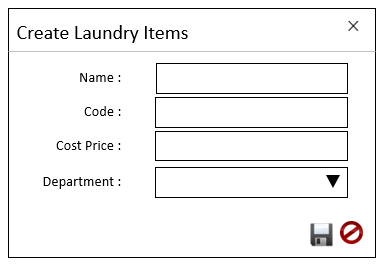 Create Laundry Items
Name :
Code :
Cost Price :
Department :